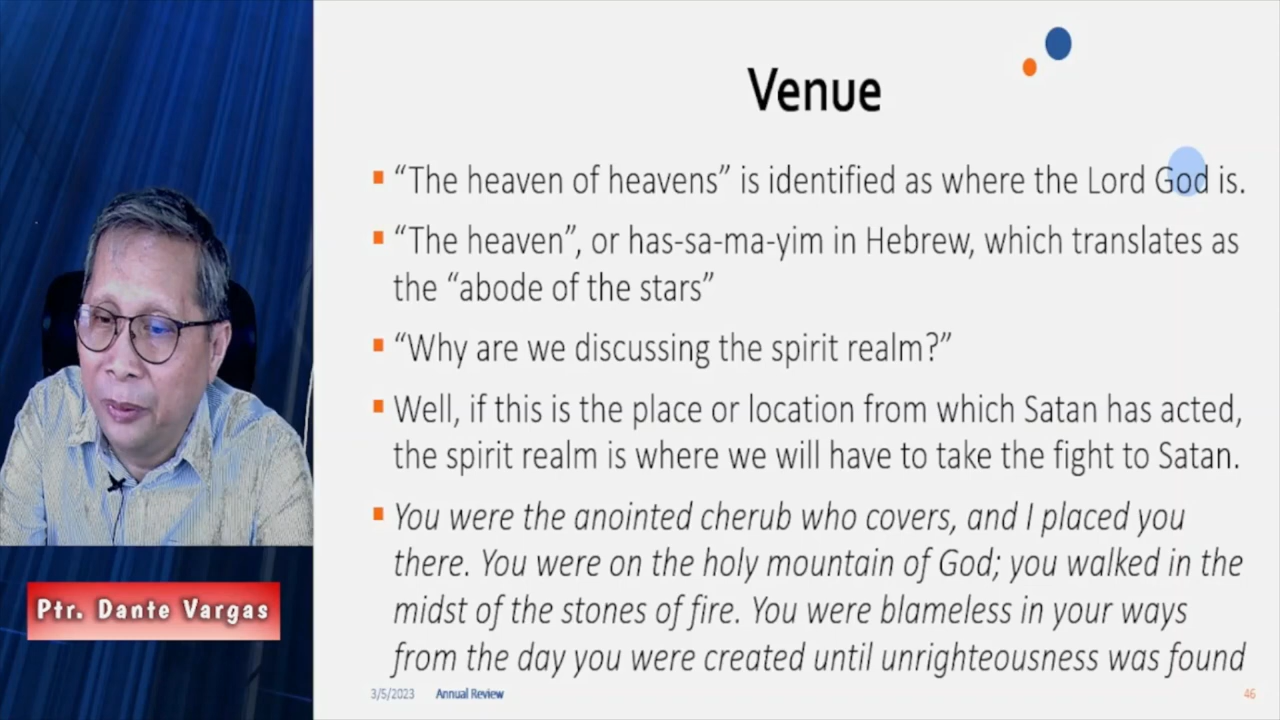 Venue
“The heaven of heavens” is identified as where the Lord God is.
“The heaven”, or has-sa-ma-yim in Hebrew, which translates as
the “abode of the stars”
“Why are we discussing the spirit realm?”
Well, if this is the place or location from which Satan has acted,
the spirit realm is where we will have to take the fight to Satan.
You were the anointed cherub who covers, and I placed you
there. You were on the holy mountain of God; you walked in the
midst of the stones of fire. You were blameless in your ways
from the day you were created until unrighteousness was found
3/5/2023 Annual Review 46
Ptr. Dante Vargas